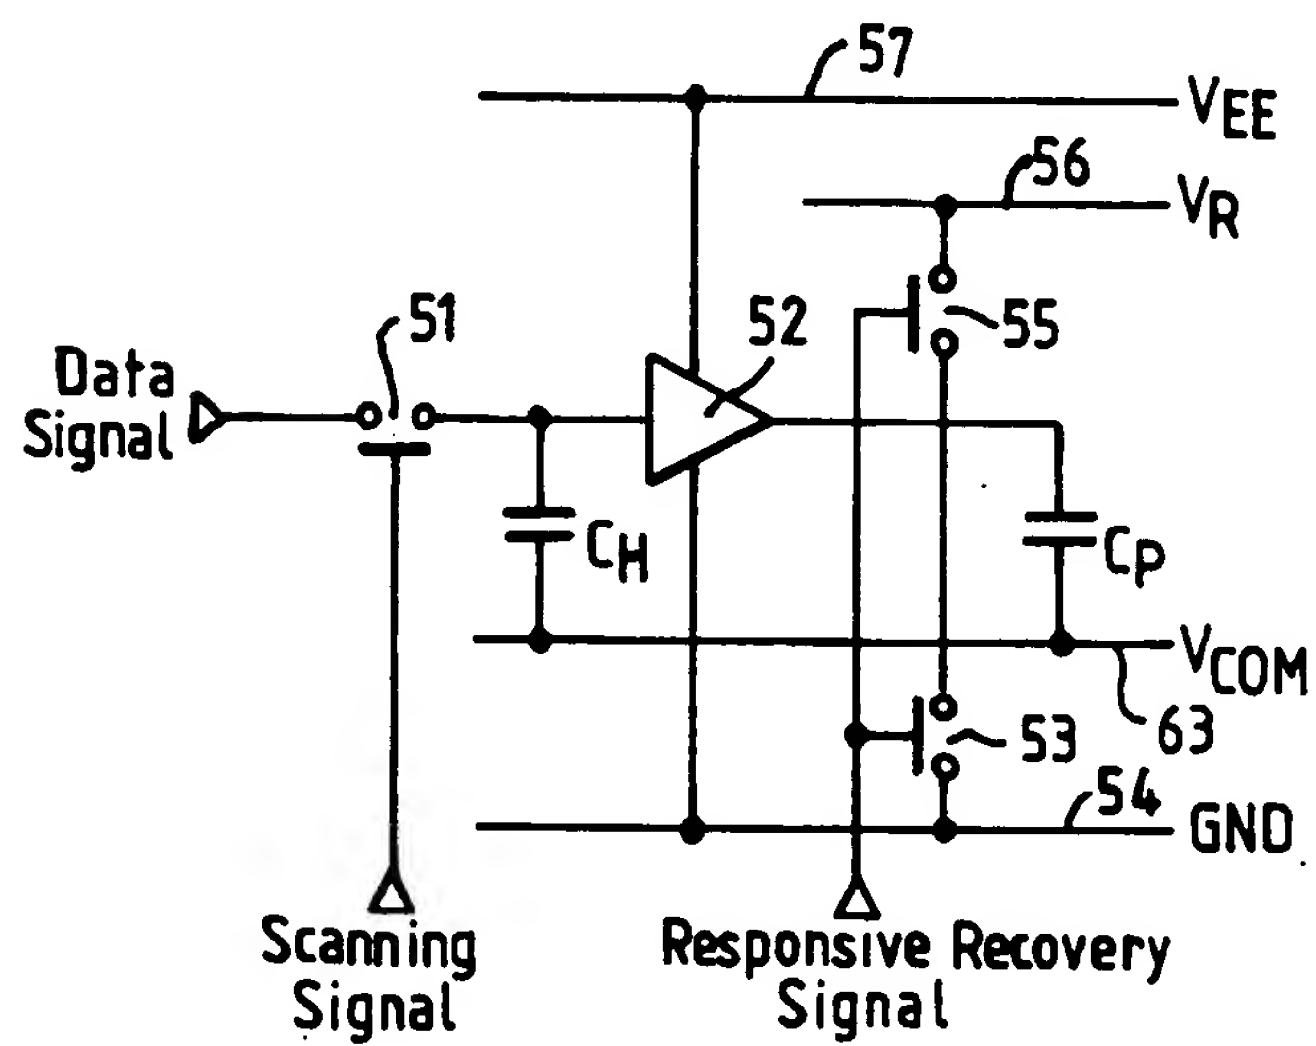 57
VEE
56
VR
51
52
55
Data
Signal
CH
CP
VCOM
63
53
54
GND
Scanning
Signal
Responsive Recovery
Signal